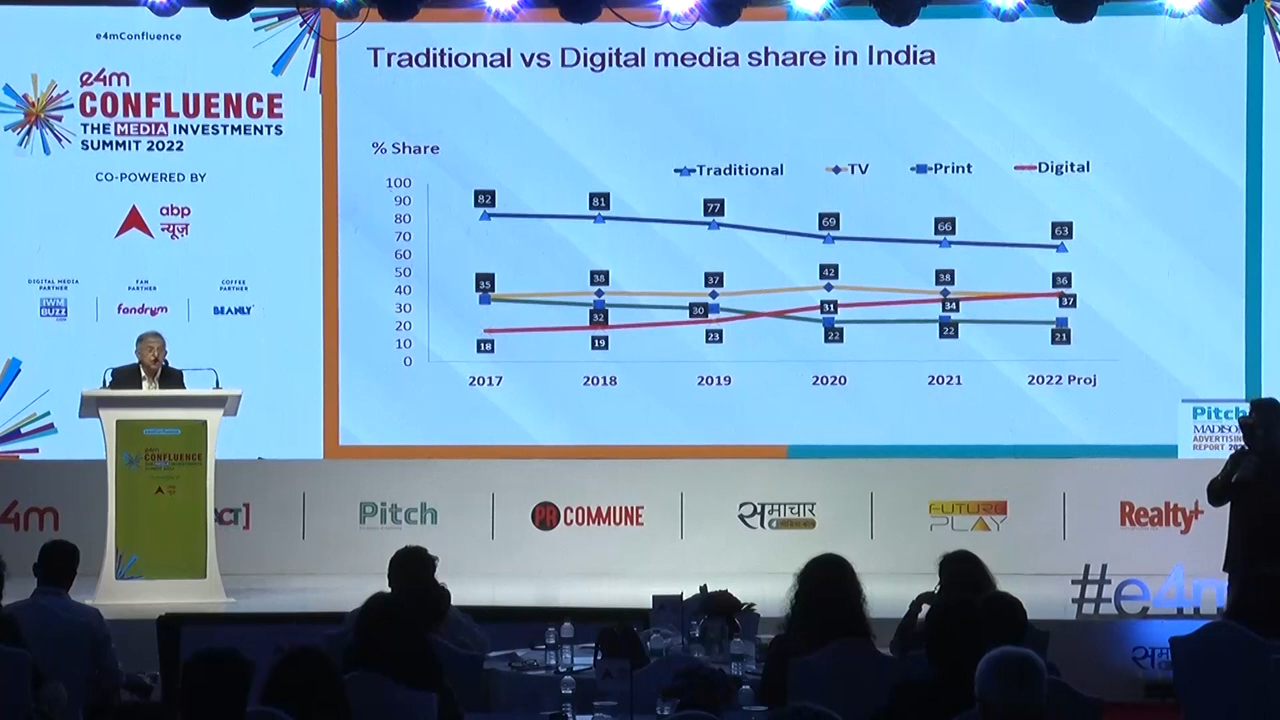 e4mConfluence
e4m
CONFLUENCE
THE MEDIA INVESTMENTS
SUMMIT 2022
CO-POWERED BY
abp
न्यूज़
DIGITAL MEDIA
PARTNER
IWM
BUZZ
FAN
PARTNER
fandrum
COFFEE
PARTNER
BEANLY
Traditional vs Digital media share in India
% Share
Traditional TV Print Digital
100
90
80
70
60
50
40
30
20
10
0
82 81 77 69 66 63
35 38 37 42 38 36
32 30 31 34 37
18 19 23 22 22 21
2017 2018 2019 2020 2021 2022 Proj
Pitch
MADISON
ADVERTISING
REPORT
CONFLUENCE
e4m
Pitch
PR COMMUNE
समाचार
FUTURE
PLAY
Realty+
#e4m